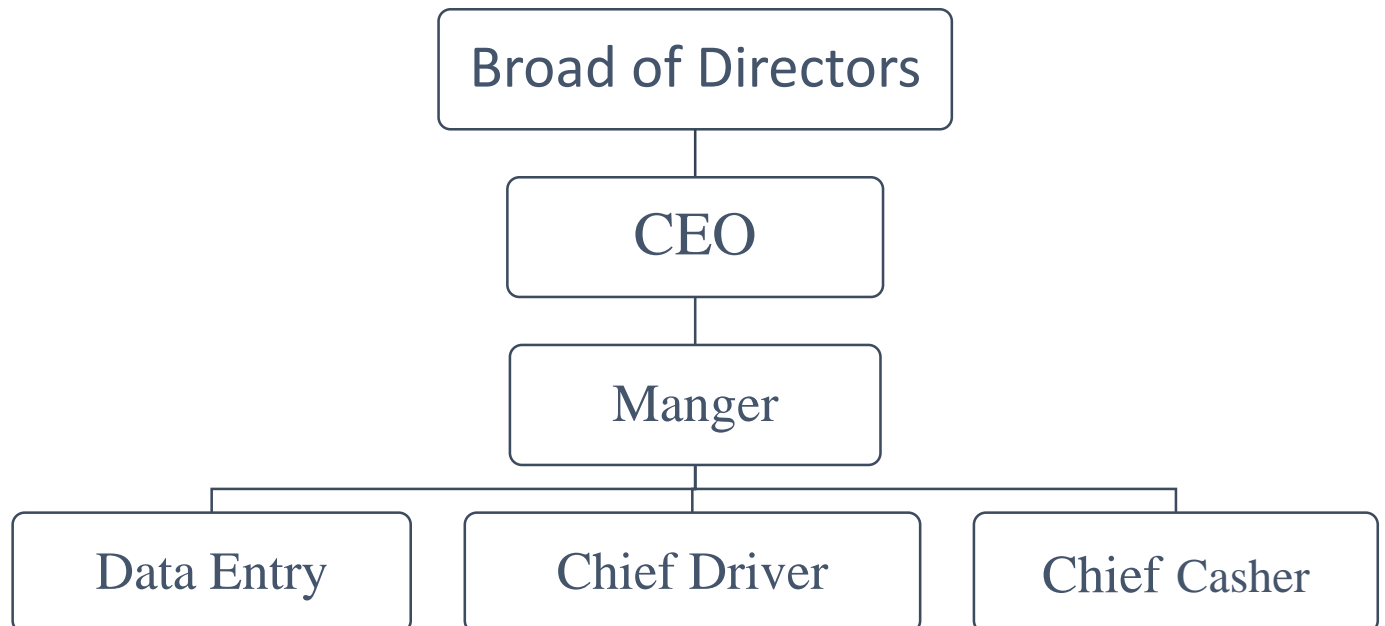 Broad of Directors
CEO
Manger
Data Entry
Chief Driver
Chief Casher